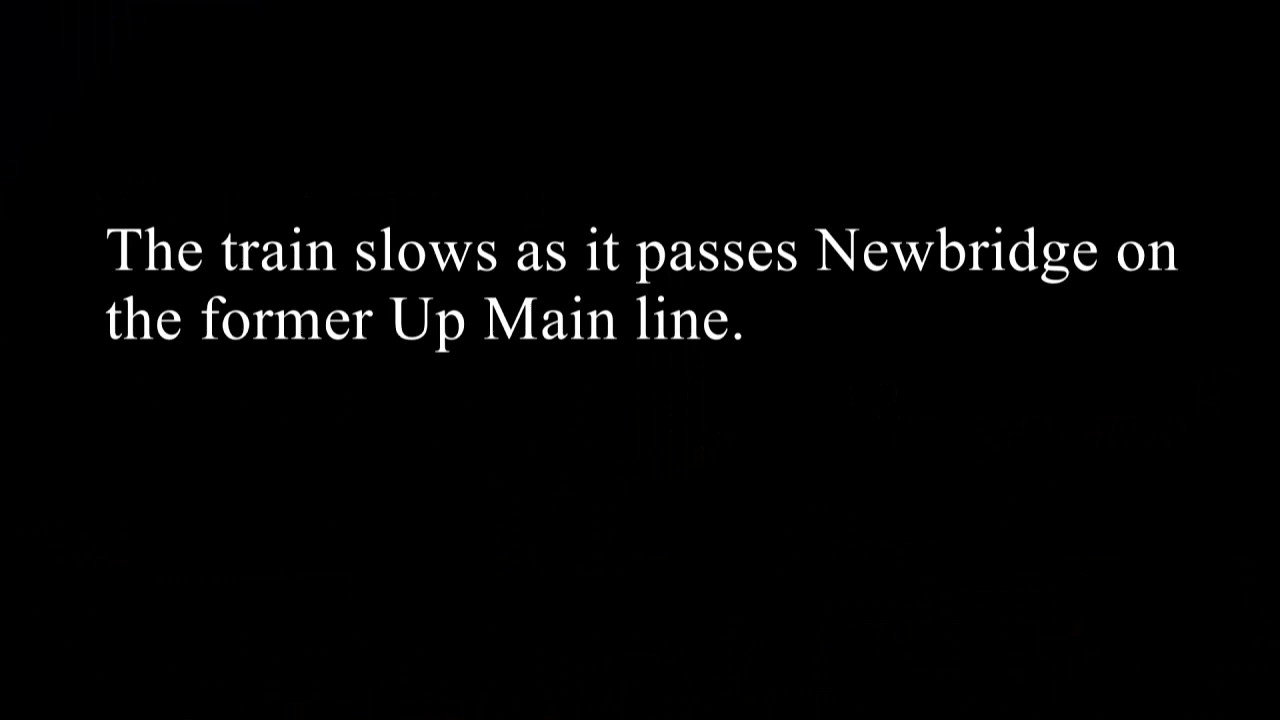 The train slows as it passes Newbridge on
the former Up Main line.